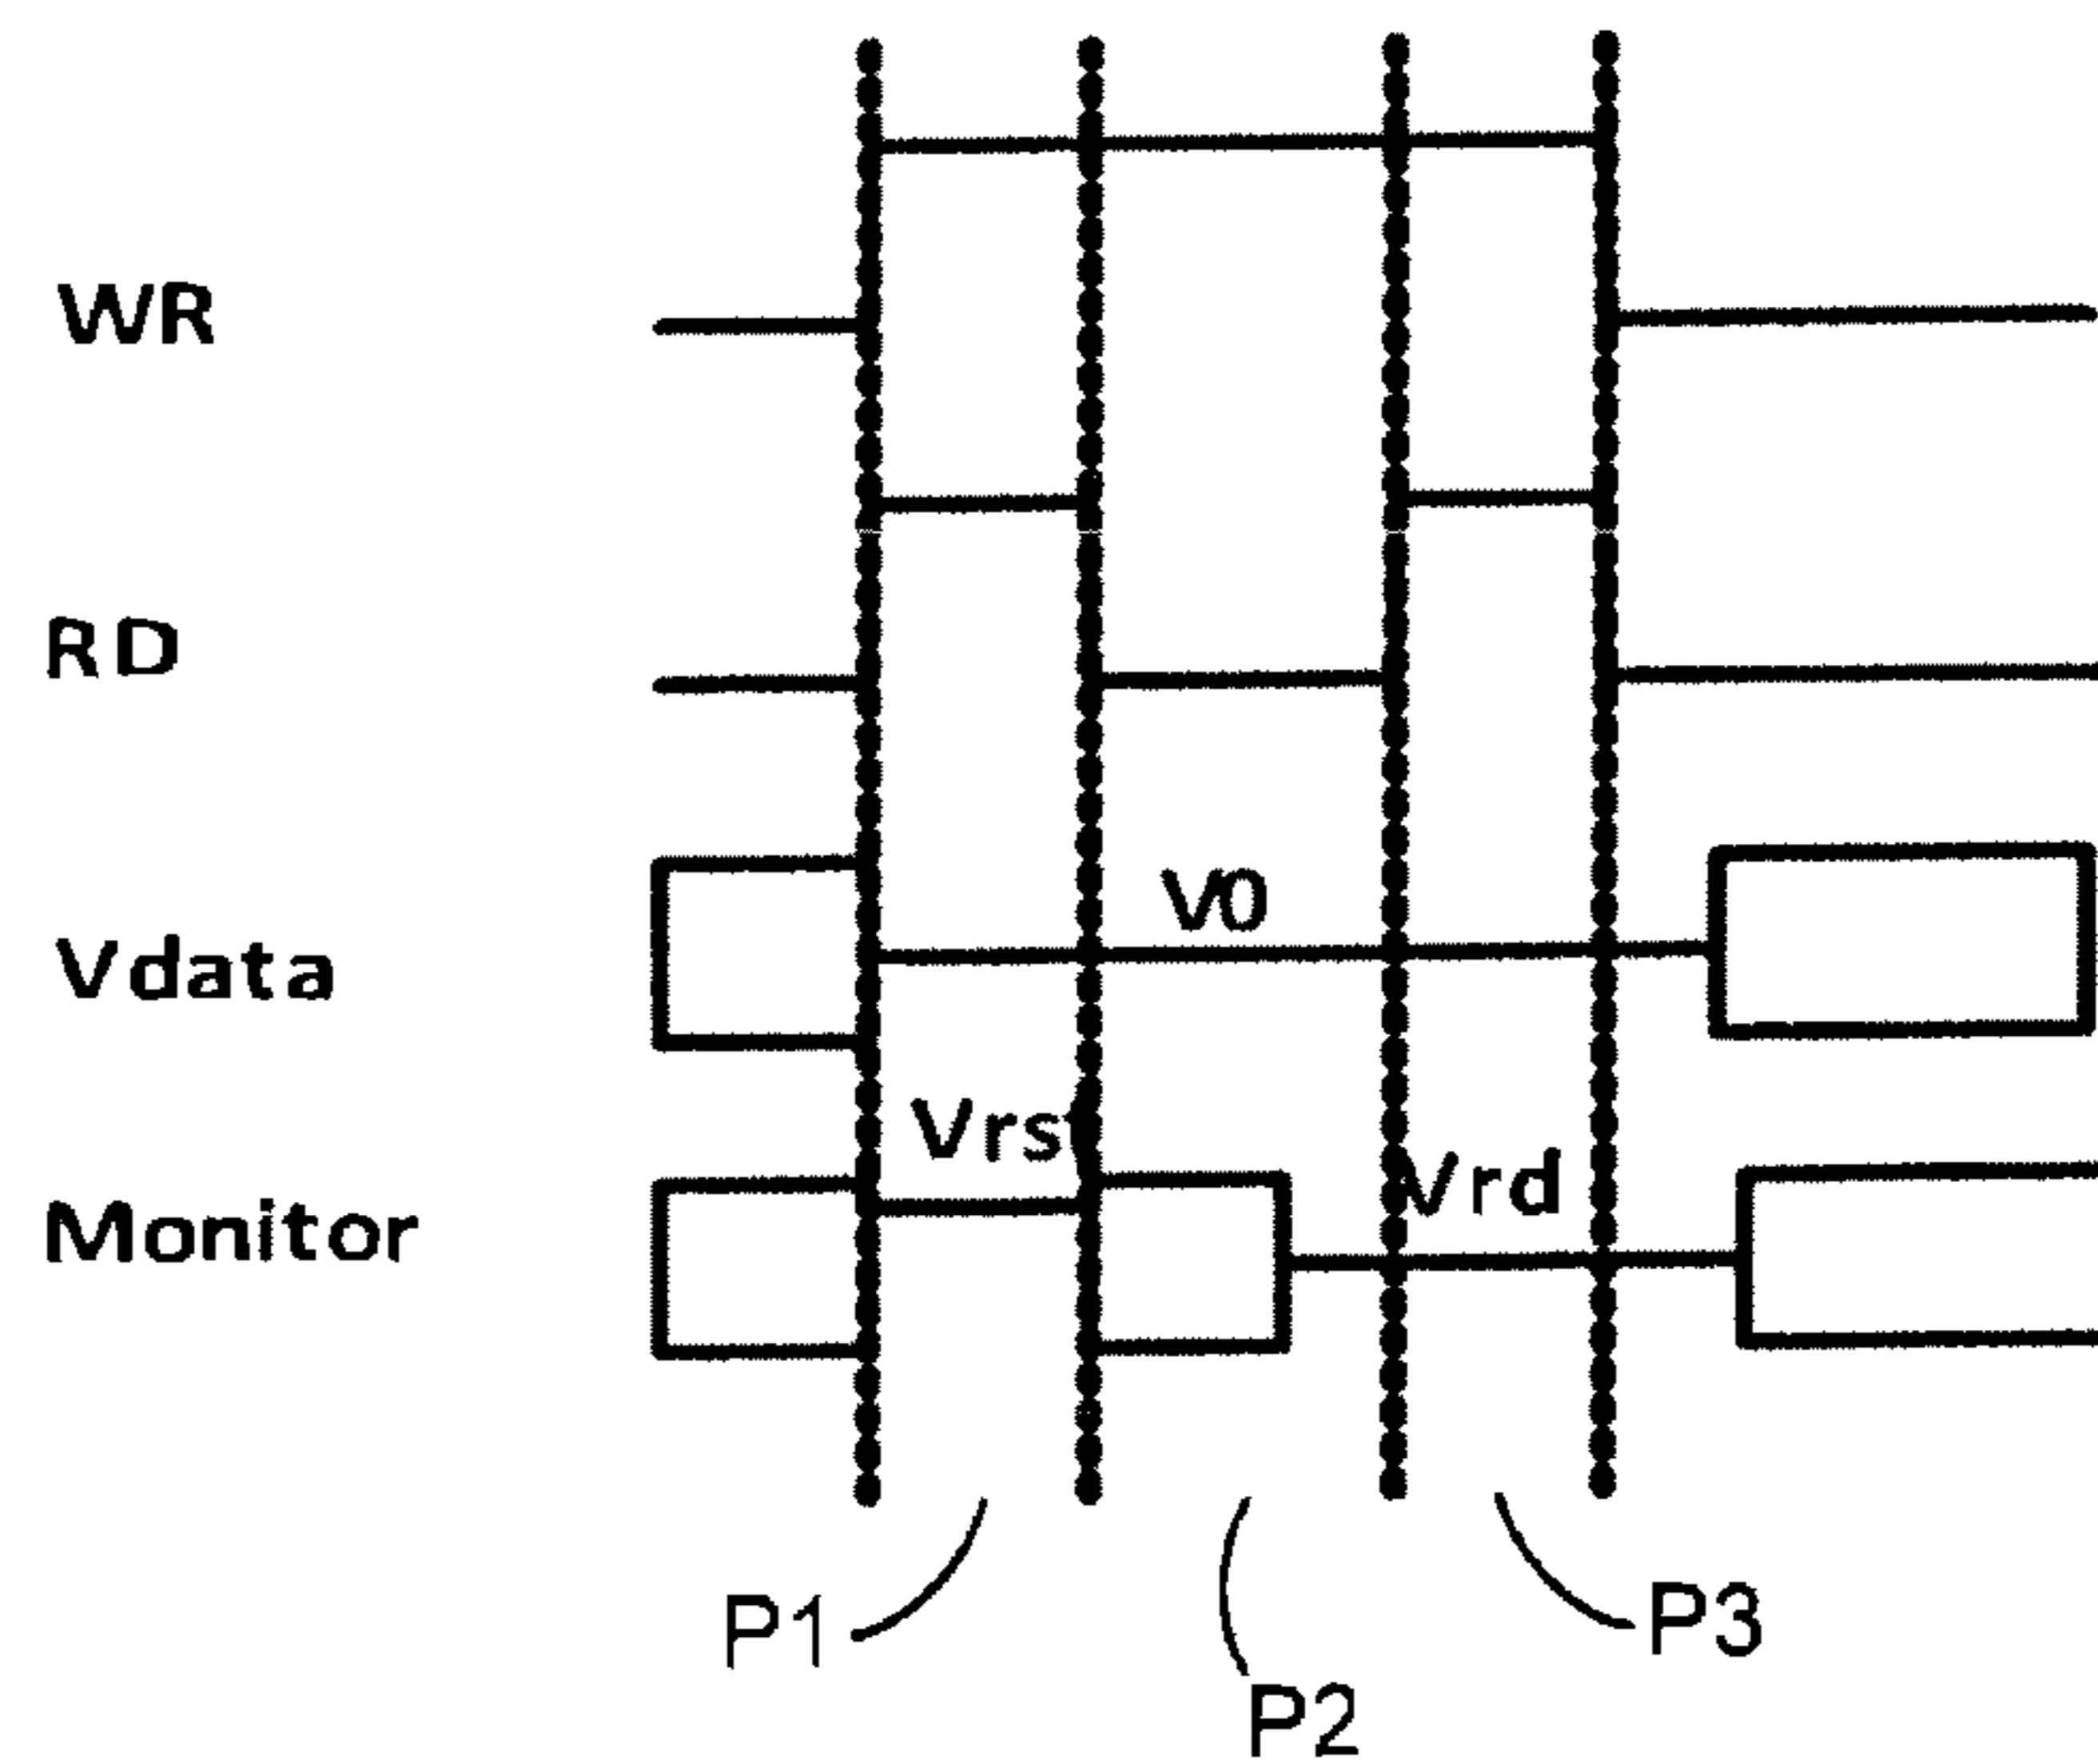 WR
RD
V0
Vdata
Vrst
Vrd
Monitor
P1
P3
P2